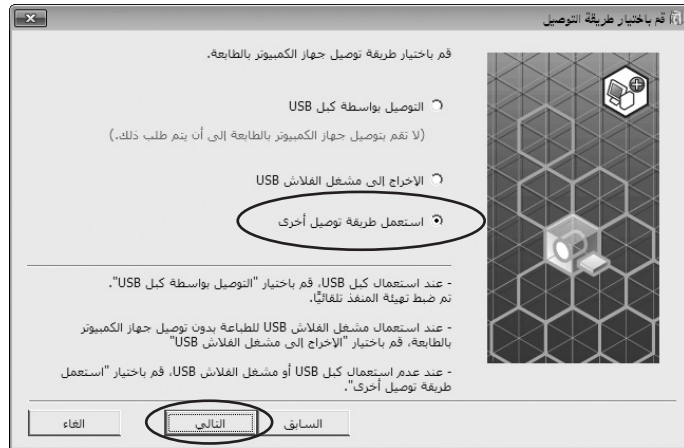 قم باختيار طريقة التوصيل
قم باختيار طريقة توصيل جهاز الكمبيوتر بالطابعة.
التوصيل بواسطة كبل USB
(لا تقم بتوصيل جهاز الكمبيوتر بالطابعة إلى أن يتم طلب ذلك.)
الإخراج إلى مشغل الفلاش USB
استعمل طريقة توصيل أخرى
- عند استعمال كبل USB، قم باختيار "التوصيل بواسطة كبل USB".
تم ضبط تهيئة المنفذ تلقائيًا.
- عند استعمال مشغل الفلاش USB للطباعة بدون توصيل جهاز الكمبيوتر
بالطابعة، قم باختيار "الإخراج إلى مشغل الفلاش USB"
- عند عدم استعمال كبل USB أو مشغل الفلاش USB، قم باختيار "استعمل
طريقة توصيل أخرى".
السابق
التالي
الغاء